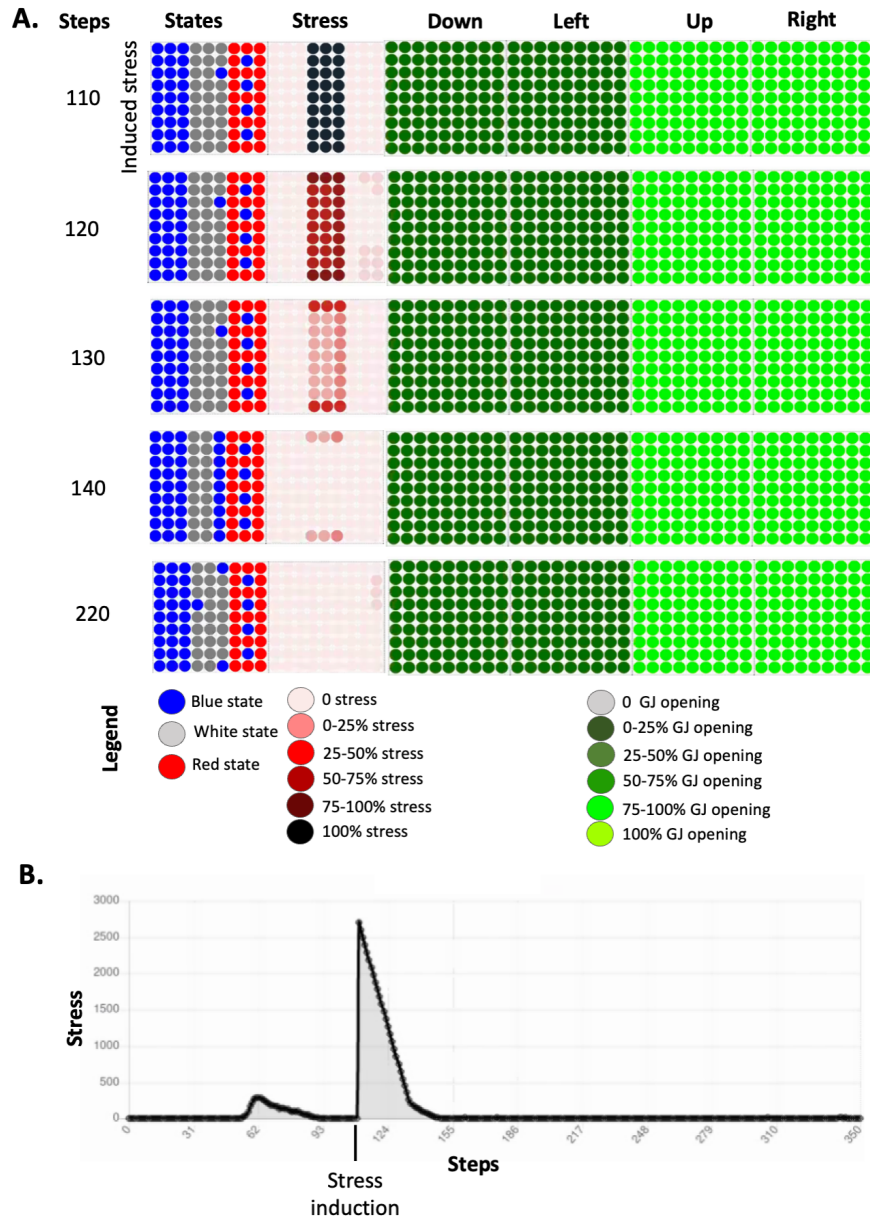 A.
Steps States Stress Down Left Up Right
Induced stress
110
120
130
140
220
Legend
Blue state
White state
Red state
0 stress
0-25% stress
25-50% stress
50-75% stress
75-100% stress
100% stress
0 GJ opening
0-25% GJ opening
25-50% GJ opening
50-75% GJ opening
75-100% GJ opening
100% GJ opening
B.
Stress
3000
2500
2000
1500
1000
500
0
0 31 62 93 124 155 186 217 248 279 310 350
Steps
Stress
induction